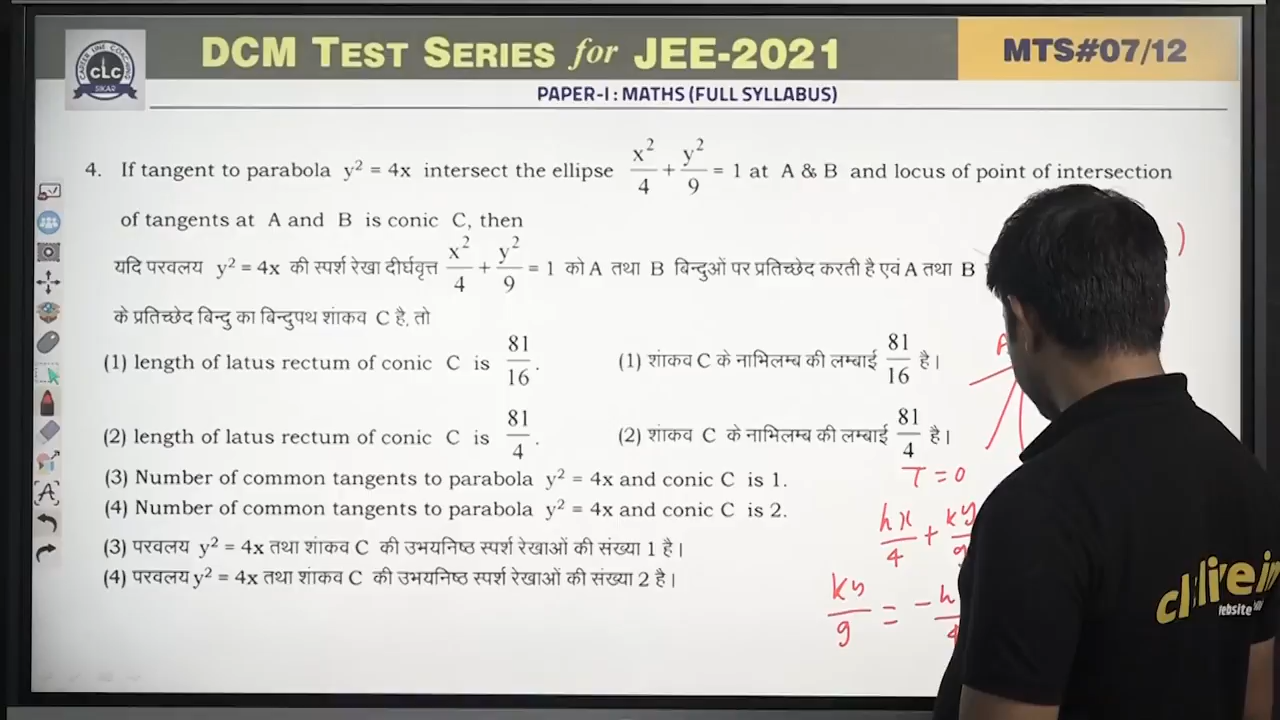 CAREER LINE COACHING
CLC
SIKAR
DCM TEST SERIES for JEE-2021
MTS#07/12
PAPER-I : MATHS (FULL SYLLABUS)
4. If tangent to parabola y² = 4x intersect the ellipse x²/4 + y²/9 = 1 at A & B and locus of point of intersection
of tangents at A and B is conic C, then
यदि परवलय y² = 4x की स्पर्श रेखा दीर्घवृत्त x²/4 + y²/9 = 1 को A तथा B बिन्दुओं पर प्रतिच्छेद करती है एवं A तथा B
के प्रतिच्छेद बिन्दु का बिन्दुपथ शांकव C है, तो
(1) length of latus rectum of conic C is 81/16.
(1) शांकव C के नाभिलम्ब की लम्बाई 81/16 है।
(2) length of latus rectum of conic C is 81/4.
(2) शांकव C के नाभिलम्ब की लम्बाई 81/4 है।
(3) Number of common tangents to parabola y² = 4x and conic C is 1.
(4) Number of common tangents to parabola y² = 4x and conic C is 2.
(3) परवलय y² = 4x तथा शांकव C की उभयनिष्ठ स्पर्श रेखाओं की संख्या 1 है।
(4) परवलय y² = 4x तथा शांकव C की उभयनिष्ठ स्पर्श रेखाओं की संख्या 2 है।
)
A
T = 0
hx/4 + ky/9
ky/9 = -h/4